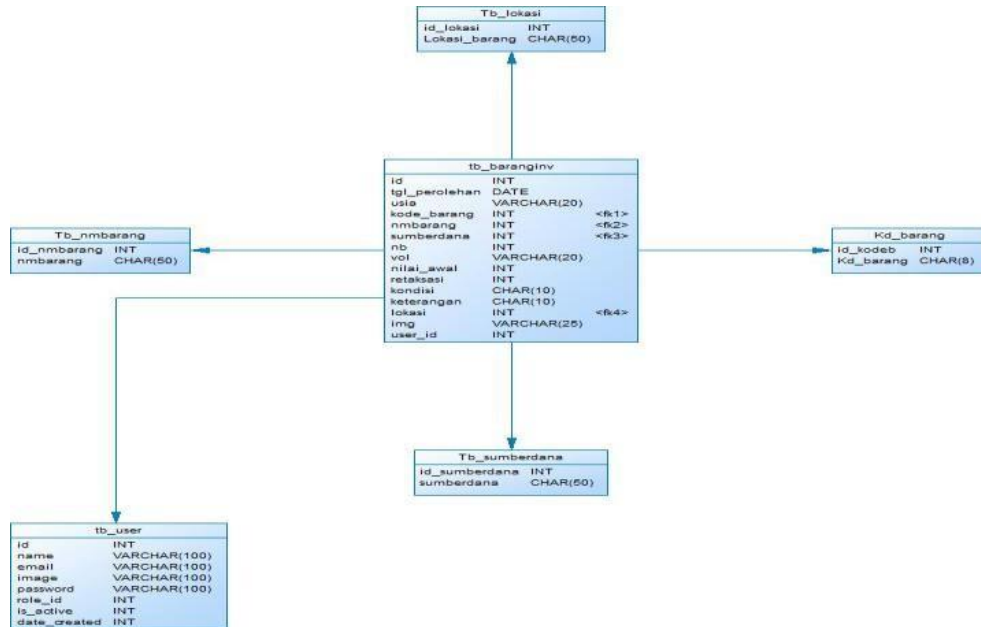 Tb_lokasi
id_lokasi INT
Lokasi_barang CHAR(50)
tb_baranginv
id INT
tgl_perolehan DATE
usia VARCHAR(20)
kode_barang INT <fk1>
nmbarang INT <fk2>
sumberdana INT <fk3>
nb INT
vol VARCHAR(20)
nilai_awal INT
retaksasi INT
kondisi CHAR(10)
keterangan CHAR(10)
lokasi INT <fk4>
img VARCHAR(25)
user_id INT
Tb_nmbarang
id_nmbarang INT
nmbarang CHAR(50)
Kd_barang
id_kodeb INT
Kd_barang CHAR(8)
Tb_sumberdana
id_sumberdana INT
sumberdana CHAR(50)
tb_user
id INT
name VARCHAR(100)
email VARCHAR(100)
image VARCHAR(100)
password VARCHAR(100)
role_id INT
is_active INT
date_created INT